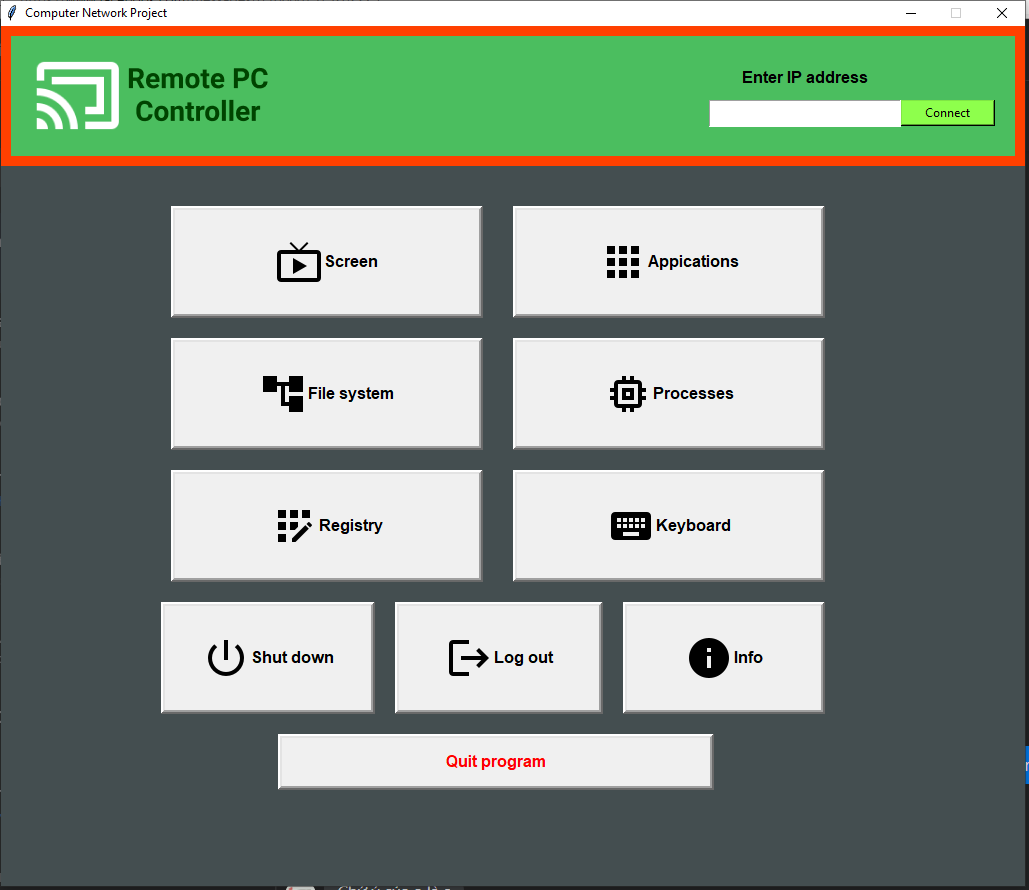 Computer Network Project
Remote PC
Controller
Enter IP address
Connect
Screen
Appications
File system
Processes
Registry
Keyboard
Shut down
Log out
Info
Quit program